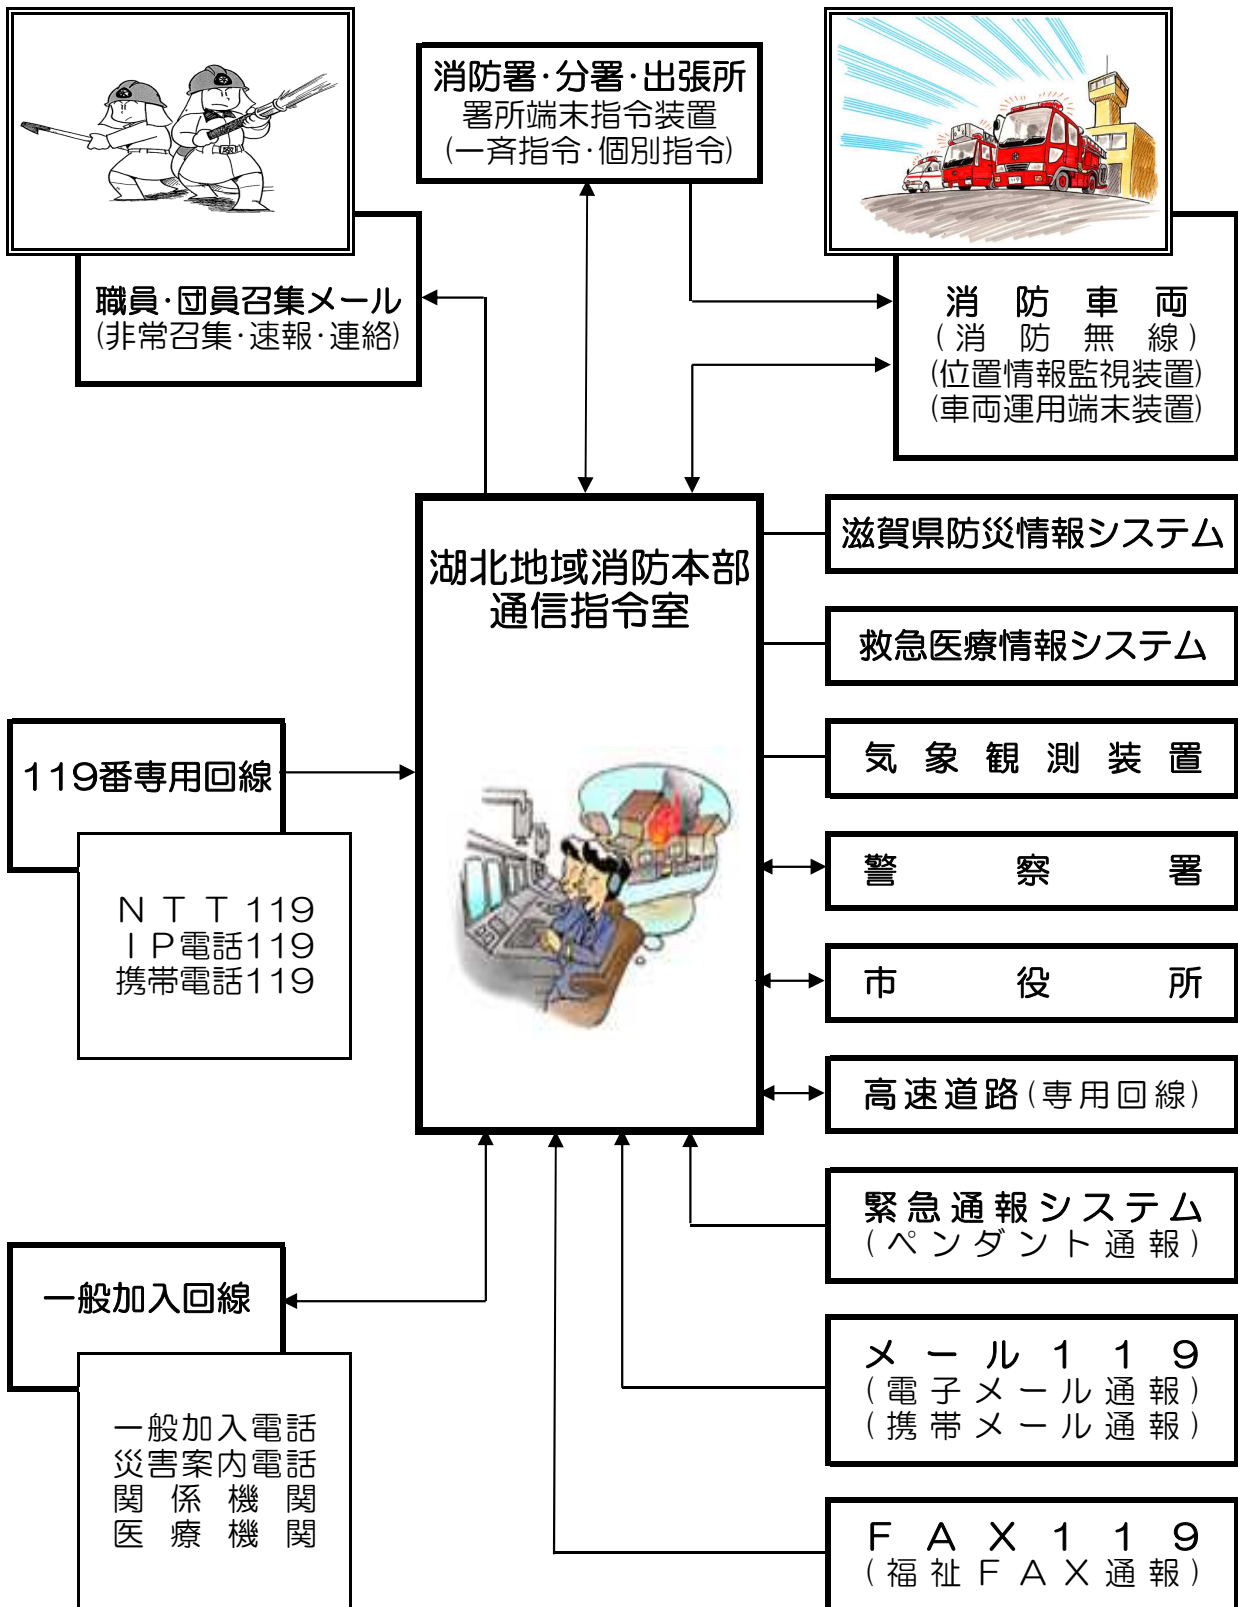 消防署・分署・出張所
署所端末指令装置
(一斉指令・個別指令)
職員・団員召集メール
(非常召集・速報・連絡)
消防車両
(消防無線)
(位置情報監視装置)
(車両運用端末装置)
湖北地域消防本部
通信指令室
滋賀県防災情報システム
救急医療情報システム
気象観測装置
警察署
市役所
高速道路(専用回線)
緊急通報システム
(ペンダント通報)
メール119
(電子メール通報)
(携帯メール通報)
FAX119
(福祉FAX通報)
119番専用回線
NTT119
IP電話119
携帯電話119
一般加入回線
一般加入電話
災害案内電話
関係機関
医療機関